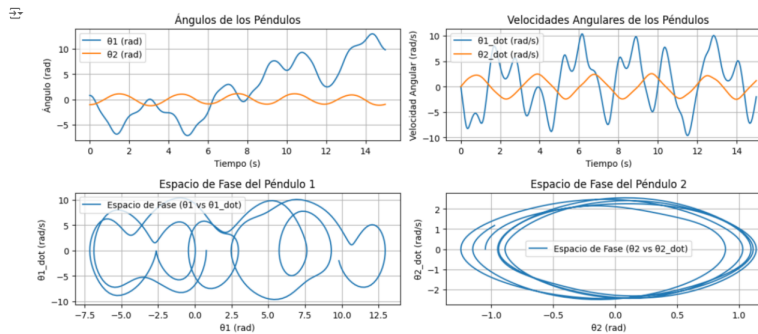 Ángulos de los Péndulos
θ1 (rad)
θ2 (rad)
Ángulo (rad)
10
5
0
−5
0
2
4
6
8
10
12
14
Tiempo (s)
Velocidades Angulares de los Péndulos
θ1_dot (rad/s)
θ2_dot (rad/s)
Velocidad Angular (rad/s)
10
5
0
−5
−10
0
2
4
6
8
10
12
14
Tiempo (s)
Espacio de Fase del Péndulo 1
Espacio de Fase (θ1 vs θ1_dot)
θ1_dot (rad/s)
10
5
0
−5
−10
−7.5
−5.0
−2.5
0.0
2.5
5.0
7.5
10.0
12.5
θ1 (rad)
Espacio de Fase del Péndulo 2
Espacio de Fase (θ2 vs θ2_dot)
θ2_dot (rad/s)
2
1
0
−1
−2
−1.0
−0.5
0.0
0.5
1.0
θ2 (rad)